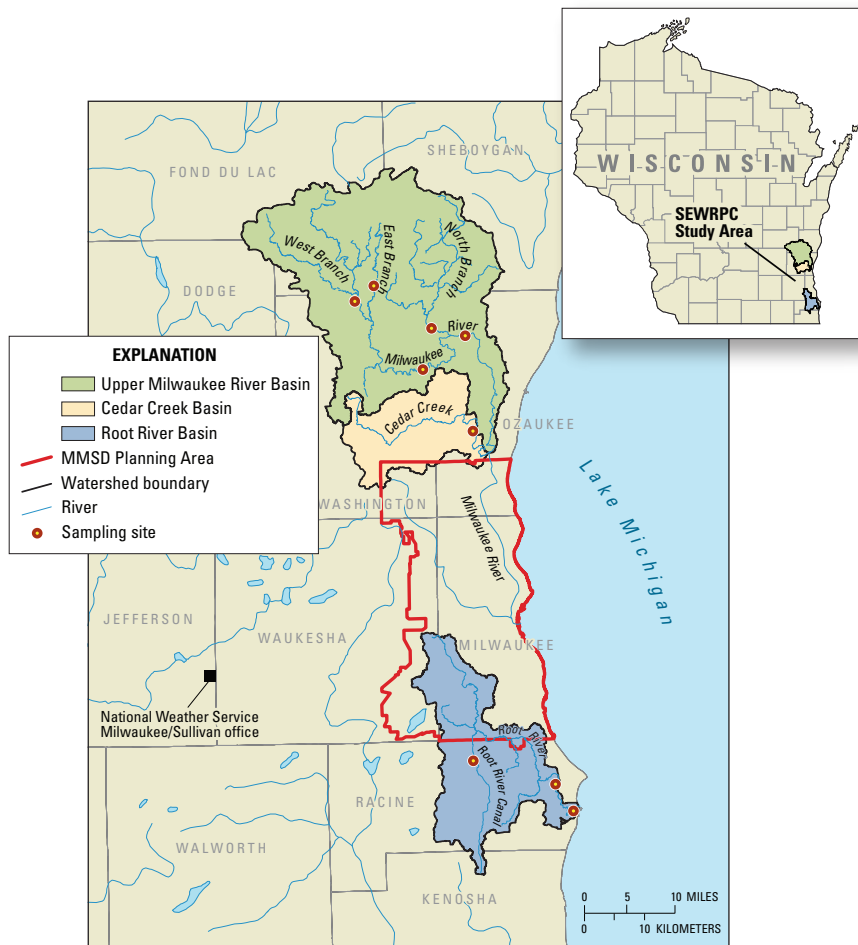 WISCONSIN
SEWRPC
Study Area
SHEBOYGAN
FOND DU LAC
DODGE
West Branch
East Branch
North Branch
River
Milwaukee
Cedar Creek
OZAUKEE
EXPLANATION
Upper Milwaukee River Basin
Cedar Creek Basin
Root River Basin
MMSD Planning Area
Watershed boundary
River
Sampling site
WASHINGTON
Milwaukee River
Lake Michigan
JEFFERSON
WAUKESHA
MILWAUKEE
National Weather Service
Milwaukee/Sullivan office
Root River
Root River Canal
RACINE
WALWORTH
KENOSHA
0 5 10 MILES
0 10 KILOMETERS